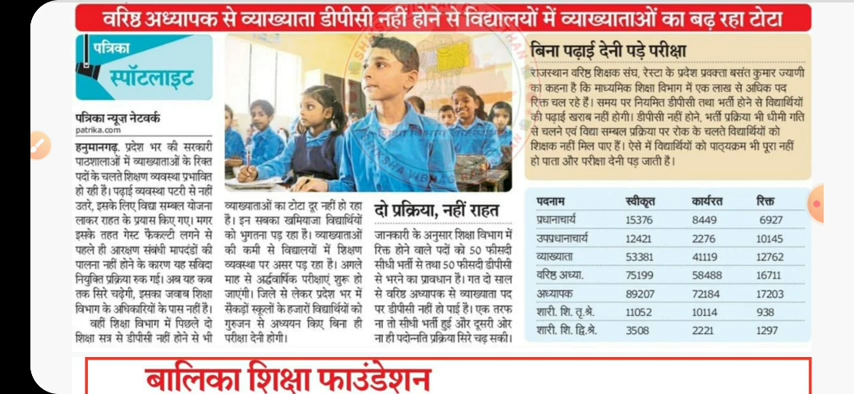 वरिष्ठ अध्यापक से व्याख्याता डीपीसी नहीं होने से विद्यालयों में व्याख्याताओं का बढ़ रहा टोटा
पत्रिका
स्पॉटलाइट
पत्रिका न्यूज नेटवर्क
patrika.com
हनुमानगढ़. प्रदेश भर की सरकारी
पाठशालाओं में व्याख्याताओं के रिक्त
पदों के चलते शिक्षण व्यवस्था प्रभावित
हो रही है। पढ़ाई व्यवस्था पटरी से नहीं
उतरे, इसके लिए विद्या सम्बल योजना
लाकर राहत के प्रयास किए गए। मगर
इसके तहत गेस्ट फैकल्टी लगने से
पहले ही आरक्षण संबंधी मापदंडों की
पालना नहीं होने के कारण यह संविदा
नियुक्ति प्रक्रिया रुक गई। अब यह कब
तक सिरे चढ़ेगी, इसका जवाब शिक्षा
विभाग के अधिकारियों के पास नहीं है।
वहीं शिक्षा विभाग में पिछले दो
शिक्षा सत्र से डीपीसी नहीं होने से भी
व्याख्याताओं का टोटा दूर नहीं हो रहा
है। इन सबका खमियाजा विद्यार्थियों
को भुगतना पड़ रहा है। व्याख्याताओं
की कमी से विद्यालयों में शिक्षण
व्यवस्था पर असर पड़ रहा है। अगले
माह से अर्द्धवार्षिक परीक्षाएं शुरू हो
जाएंगी। जिले से लेकर प्रदेश भर में
सैकड़ों स्कूलों के हजारों विद्यार्थियों को
गुरुजन से अध्ययन किए बिना ही
परीक्षा देनी होगी।
दो प्रक्रिया, नहीं राहत
जानकारी के अनुसार शिक्षा विभाग में
रिक्त होने वाले पदों को 50 फीसदी
सीधी भर्ती से तथा 50 फीसदी डीपीसी
से भरने का प्रावधान है। गत दो साल
से वरिष्ठ अध्यापक से व्याख्याता पद
पर डीपीसी नहीं हो पाई है। एक तरफ
ना तो सीधी भर्ती हुई और दूसरी ओर
ना ही पदोन्नति प्रक्रिया सिरे चढ़ सकी।
बिना पढ़ाई देनी पड़े परीक्षा
राजस्थान वरिष्ठ शिक्षक संघ, रेस्टा के प्रदेश प्रवक्ता बसंत कुमार ज्याणी
का कहना है कि माध्यमिक शिक्षा विभाग में एक लाख से अधिक पद
रिक्त चल रहे हैं। समय पर नियमित डीपीसी तथा भर्ती होने से विद्यार्थियों
की पढ़ाई खराब नहीं होगी। डीपीसी नहीं होने, भर्ती प्रक्रिया भी धीमी गति
से चलने एवं विद्या सम्बल प्रक्रिया पर रोक के चलते विद्यार्थियों को
शिक्षक नहीं मिल पाए हैं। ऐसे में विद्यार्थियों का पाठ्यक्रम भी पूरा नहीं
हो पाता और परीक्षा देनी पड़ जाती है।
पदनाम स्वीकृत कार्यरत रिक्त
प्रधानाचार्य 15376 8449 6927
उपप्रधानाचार्य 12421 2276 10145
व्याख्याता 53381 41119 12762
वरिष्ठ अध्या. 75199 58488 16711
अध्यापक 89207 72184 17203
शारी. शि. तृ.श्रे. 11052 10114 938
शारी. शि. द्वि.श्रे. 3508 2221 1297
बालिका शिक्षा फाउंडेशन